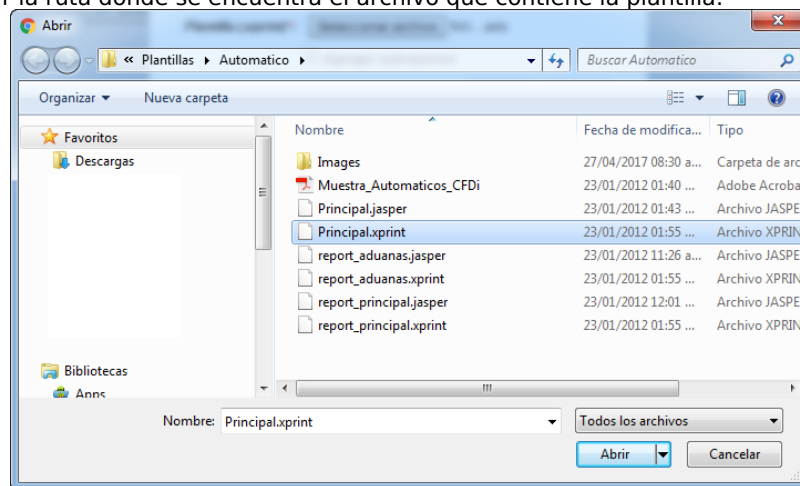 r la ruta donde se encuentra el archivo que contiene la plantilla.
Abrir
« Plantillas Automatico
Buscar Automatico
Organizar Nueva carpeta
Favoritos
Descargas
Bibliotecas
Apps
Nombre Fecha de modifica... Tipo
Images 27/04/2017 08:30 a... Carpeta de arc
Muestra_Automaticos_CFDi 23/01/2012 01:40 ... Adobe Acroba
Principal.jasper 23/01/2012 01:43 ... Archivo JASPE
Principal.xprint 23/01/2012 01:55 ... Archivo XPRIN
report_aduanas.jasper 23/01/2012 11:26 a... Archivo JASPE
report_aduanas.xprint 23/01/2012 01:55 ... Archivo XPRIN
report_principal.jasper 23/01/2012 12:01 ... Archivo JASPE
report_principal.xprint 23/01/2012 01:55 ... Archivo XPRIN
Nombre: Principal.xprint Todos los archivos
Abrir Cancelar